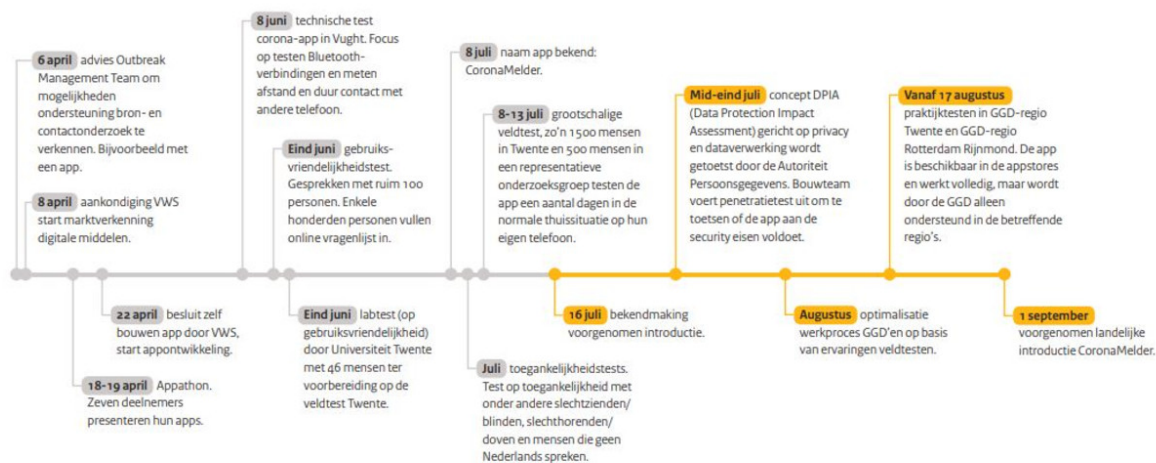 6 april advies Outbreak
Management Team om
mogelijkheden
ondersteuning bron- en
contactonderzoek te
verkennen. Bijvoorbeeld met
een app.
8 april aankondiging VWS
start marktverkenning
digitale middelen.
8 juni technische test
corona-app in Vught. Focus
op testen Bluetooth-
verbindingen en meten
afstand en duur contact met
andere telefoon.
Eind juni gebruiks-
vriendelijkheidstest.
Gesprekken met ruim 100
personen. Enkele
honderden personen vullen
online vragenlijst in.
8 juli naam app bekend:
CoronaMelder.
8-13 juli grootschalige
veldtest, zo'n 1500 mensen
in Twente en 500 mensen in
een representatieve
onderzoeksgroep testen de
app een aantal dagen in de
normale thuissituatie op hun
eigen telefoon.
Mid-eind juli concept DPIA
(Data Protection Impact
Assessment) gericht op privacy
en dataverwerking wordt
getoetst door de Autoriteit
Persoonsgegevens. Bouwteam
voert penetratietest uit om te
toetsen of de app aan de
security eisen voldoet.
Vanaf 17 augustus
praktijktesten in GGD-regio
Twente en GGD-regio
Rotterdam Rijnmond. De app
is beschikbaar in de appstores
en werkt volledig, maar wordt
door de GGD alleen
ondersteund in de betreffende
regio's.
22 april besluit zelf
bouwen app door VWS,
start appontwikkeling.
18-19 april Appathon.
Zeven deelnemers
presenteren hun apps.
Eind juni labtest (op
gebruiksvriendelijkheid)
door Universiteit Twente
met 46 mensen ter
voorbereiding op de
veldtest Twente.
Juli toegankelijkheidstests.
Test op toegankelijkheid met
onder andere slechtzienden/
blinden, slechthorenden/
doven en mensen die geen
Nederlands spreken.
16 juli bekendmaking
voorgenomen introductie.
Augustus optimalisatie
werkproces GGD'en op basis
van ervaringen veldtesten.
1 september
voorgenomen landelijke
introductie CoronaMelder.